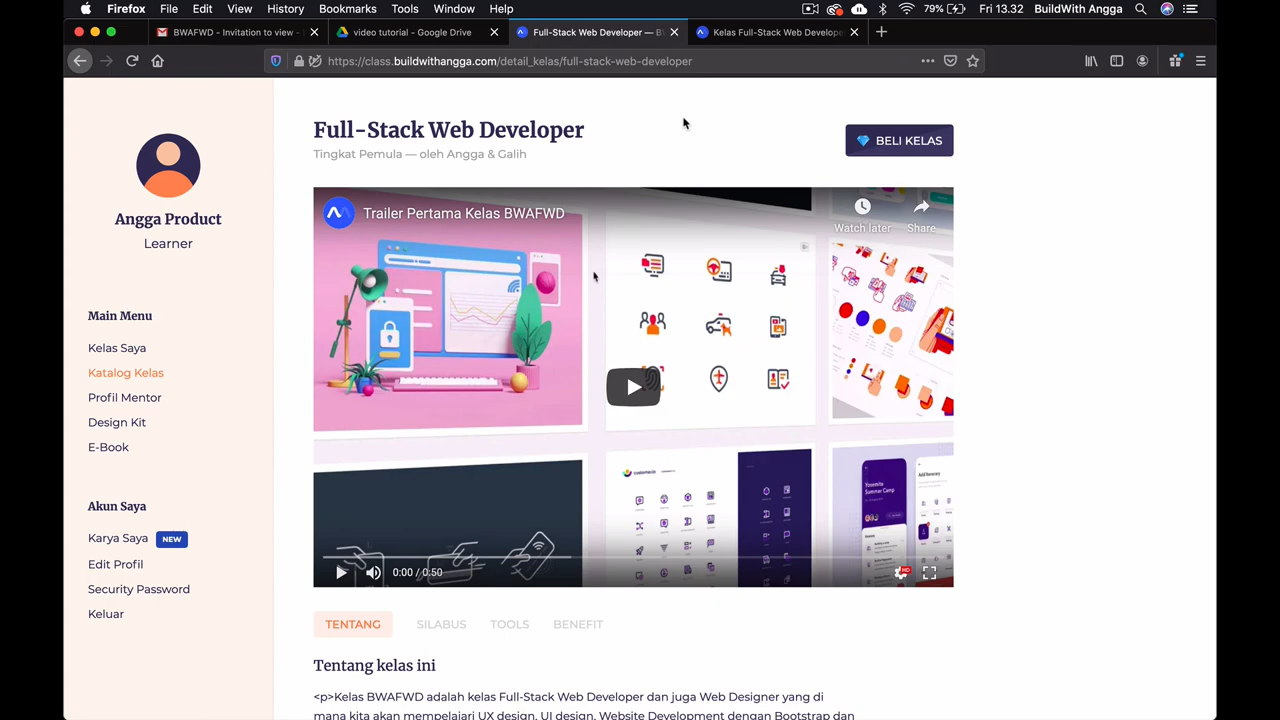 Firefox File Edit View History Bookmarks Tools Window Help 79% Fri 13.32 BuildWith Angga
BWAFWD - Invitation to view - video tutorial - Google Drive Full-Stack Web Developer — Kelas Full-Stack Web Develope
https://class.buildwithangga.com/detail_kelas/full-stack-web-developer
Angga Product
Learner
Main Menu
Kelas Saya
Katalog Kelas
Profil Mentor
Design Kit
E-Book
Akun Saya
Karya Saya NEW
Edit Profil
Security Password
Keluar
Full-Stack Web Developer
Tingkat Pemula — oleh Angga & Galih
BELI KELAS
Trailer Pertama Kelas BWAFWD
Watch later Share
customer.io
Yosemite
Summer Camp
0:00 / 0:50
HD
TENTANG SILABUS TOOLS BENEFIT
Tentang kelas ini
<p>Kelas BWAFWD adalah kelas Full-Stack Web Developer dan juga Web Designer yang di
mana kita akan mempelajari UX design, UI design, Website Development dengan Bootstrap dan